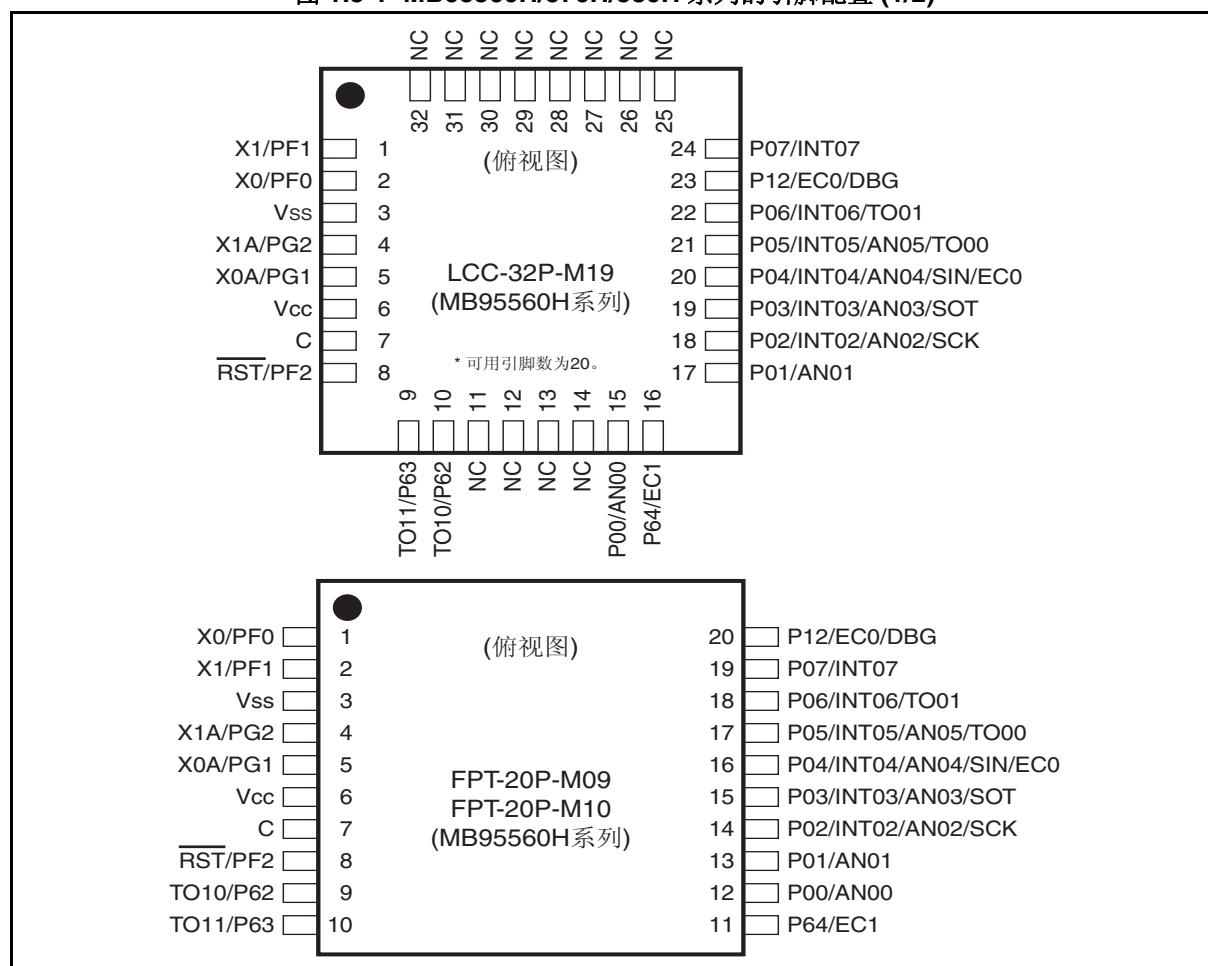 NC NC NC NC NC NC NC NC
32 31 30 29 28 27 26 25
X1/PF1 1 (俯视图) 24 P07/INT07
X0/PF0 2 23 P12/EC0/DBG
Vss 3 22 P06/INT06/TO01
X1A/PG2 4 21 P05/INT05/AN05/TO00
X0A/PG1 5 LCC-32P-M19 20 P04/INT04/AN04/SIN/EC0
Vcc 6 (MB95560H系列) 19 P03/INT03/AN03/SOT
C 7 18 P02/INT02/AN02/SCK
RST/PF2 8 * 可用引脚数为20。 17 P01/AN01
9 10 11 12 13 14 15 16
TO11/P63 TO10/P62 NC NC NC NC P00/AN00 P64/EC1
X0/PF0 1 (俯视图) 20 P12/EC0/DBG
X1/PF1 2 19 P07/INT07
Vss 3 18 P06/INT06/TO01
X1A/PG2 4 17 P05/INT05/AN05/TO00
X0A/PG1 5 FPT-20P-M09 16 P04/INT04/AN04/SIN/EC0
Vcc 6 FPT-20P-M10 15 P03/INT03/AN03/SOT
C 7 (MB95560H系列) 14 P02/INT02/AN02/SCK
RST/PF2 8 13 P01/AN01
TO10/P62 9 12 P00/AN00
TO11/P63 10 11 P64/EC1